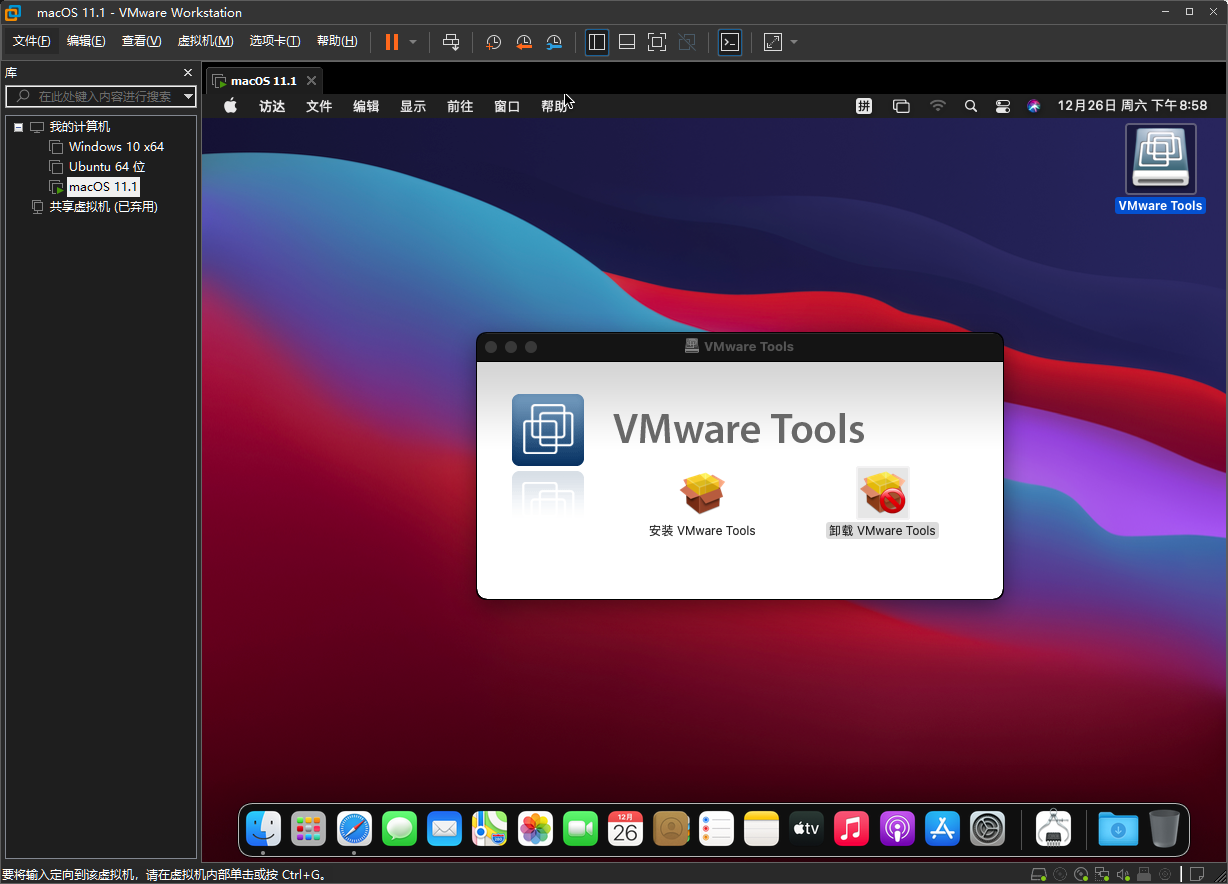 macOS 11.1 - VMware Workstation
文件(F) 编辑(E) 查看(V) 虚拟机(M) 选项卡(T) 帮助(H)
库
在此处键入内容进行搜索
我的计算机
Windows 10 x64
Ubuntu 64 位
macOS 11.1
共享虚拟机 (已弃用)
macOS 11.1
访达 文件 编辑 显示 前往 窗口 帮助 拼 12月26日 周六 下午8:58
VMware Tools
VMware Tools
VMware Tools
安装 VMware Tools
卸载 VMware Tools
12月
26
tv
要将输入定向到该虚拟机，请在虚拟机内部单击或按 Ctrl+G。